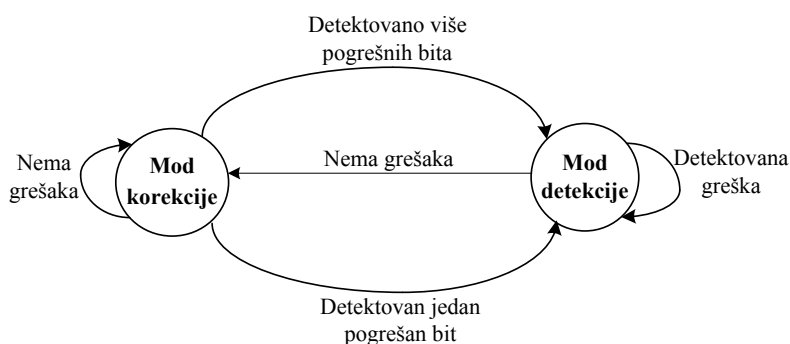 Detektovano više
pogrešnih bita
Nema
grešaka
Mod
korekcije
Nema grešaka
Mod
detekcije
Detektovana
greška
Detektovan jedan
pogrešan bit